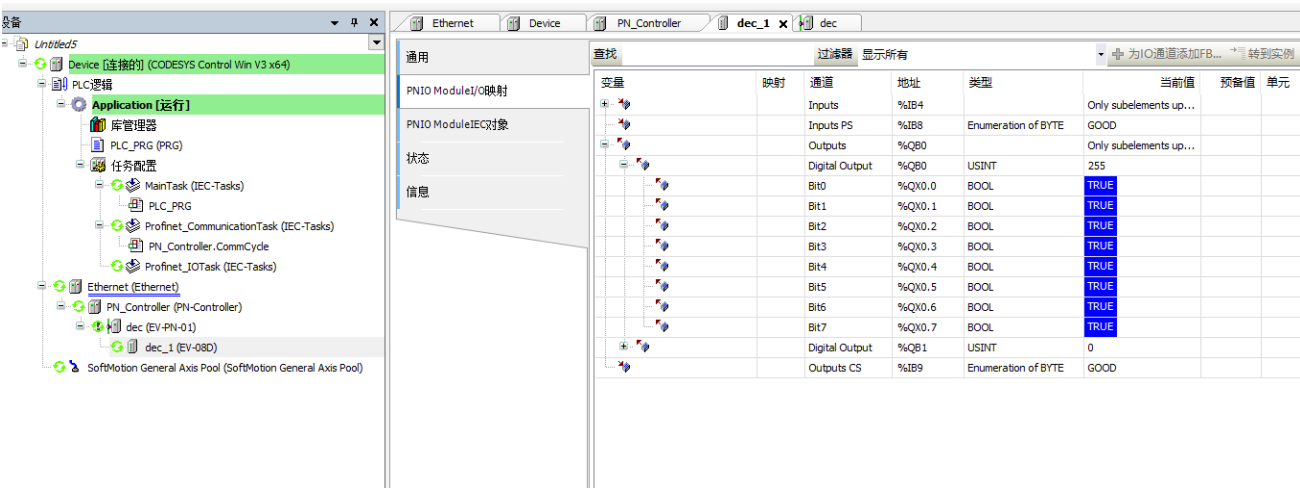 设备
Untitled5
Device [连接的] (CODESYS Control Win V3 x64)
PLC逻辑
Application [运行]
库管理器
PLC_PRG (PRG)
任务配置
MainTask (IEC-Tasks)
PLC_PRG
Profinet_CommunicationTask (IEC-Tasks)
PN_Controller.CommCycle
Profinet_IOTask (IEC-Tasks)
Ethernet (Ethernet)
PN_Controller (PN-Controller)
dec (EV-PN-01)
dec_1 (EV-08D)
SoftMotion General Axis Pool (SoftMotion General Axis Pool)
Ethernet Device PN_Controller dec_1 dec
通用
PNIO ModuleI/O映射
PNIO ModuleIEC对象
状态
信息
查找 过滤器 显示所有 为IO通道添加FB... 转到实例
变量 映射 通道 地址 类型 当前值 预备值 单元
Inputs %IB4 Only subelements up...
Inputs PS %IB8 Enumeration of BYTE GOOD
Outputs %QB0 Only subelements up...
Digital Output %QB0 USINT 255
Bit0 %QX0.0 BOOL TRUE
Bit1 %QX0.1 BOOL TRUE
Bit2 %QX0.2 BOOL TRUE
Bit3 %QX0.3 BOOL TRUE
Bit4 %QX0.4 BOOL TRUE
Bit5 %QX0.5 BOOL TRUE
Bit6 %QX0.6 BOOL TRUE
Bit7 %QX0.7 BOOL TRUE
Digital Output %QB1 USINT 0
Outputs CS %IB9 Enumeration of BYTE GOOD